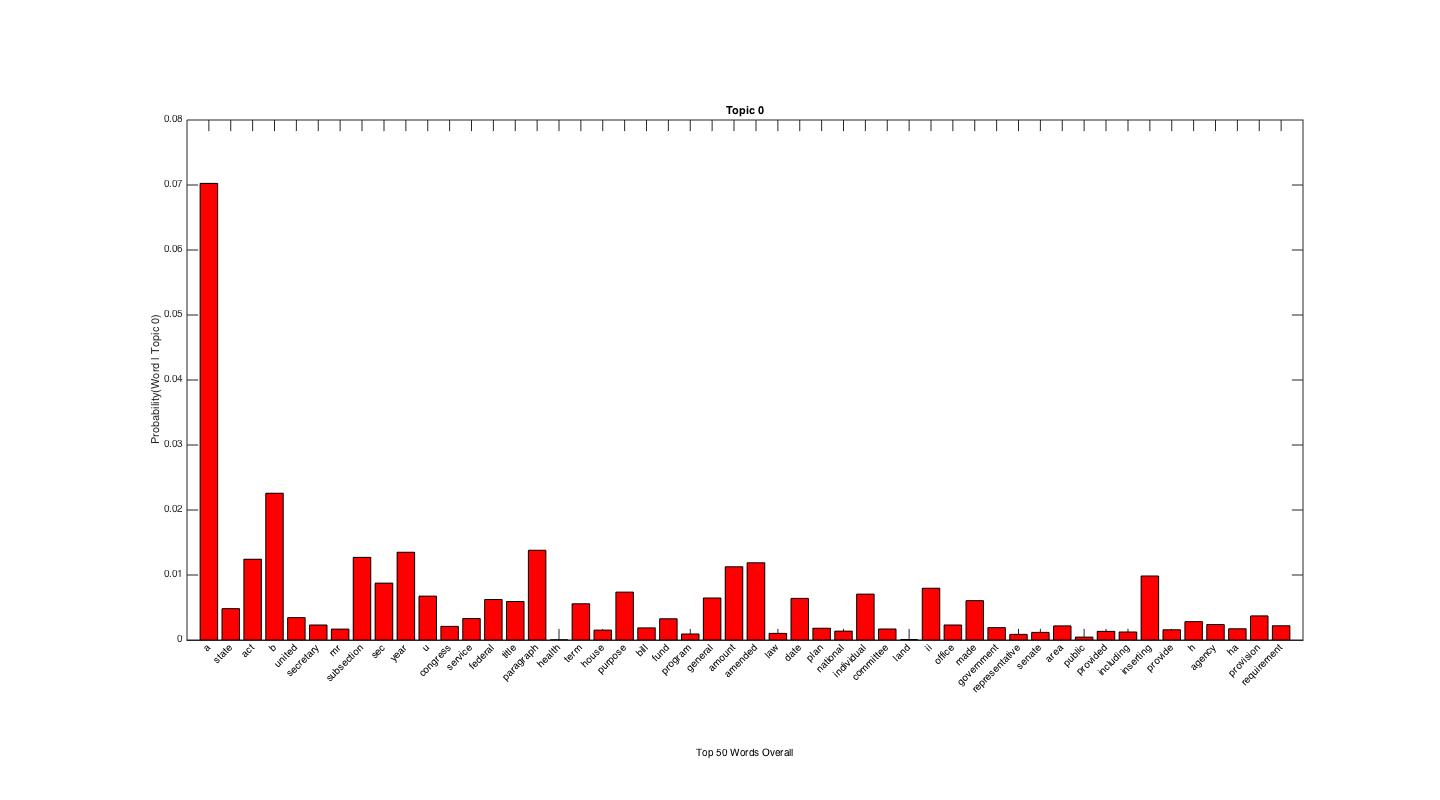 Topic 0
0.08
0.07
0.06
0.05
0.04
0.03
0.02
0.01
0
Probability(Word | Topic 0)
a state act b united secretary mr subsection sec year u congress service federal title paragraph health term house purpose bill fund program general amount amended law date plan national individual committee land ii office made government representative senate area public provided including inserting provide h agency ha provision requirement
Top 50 Words Overall